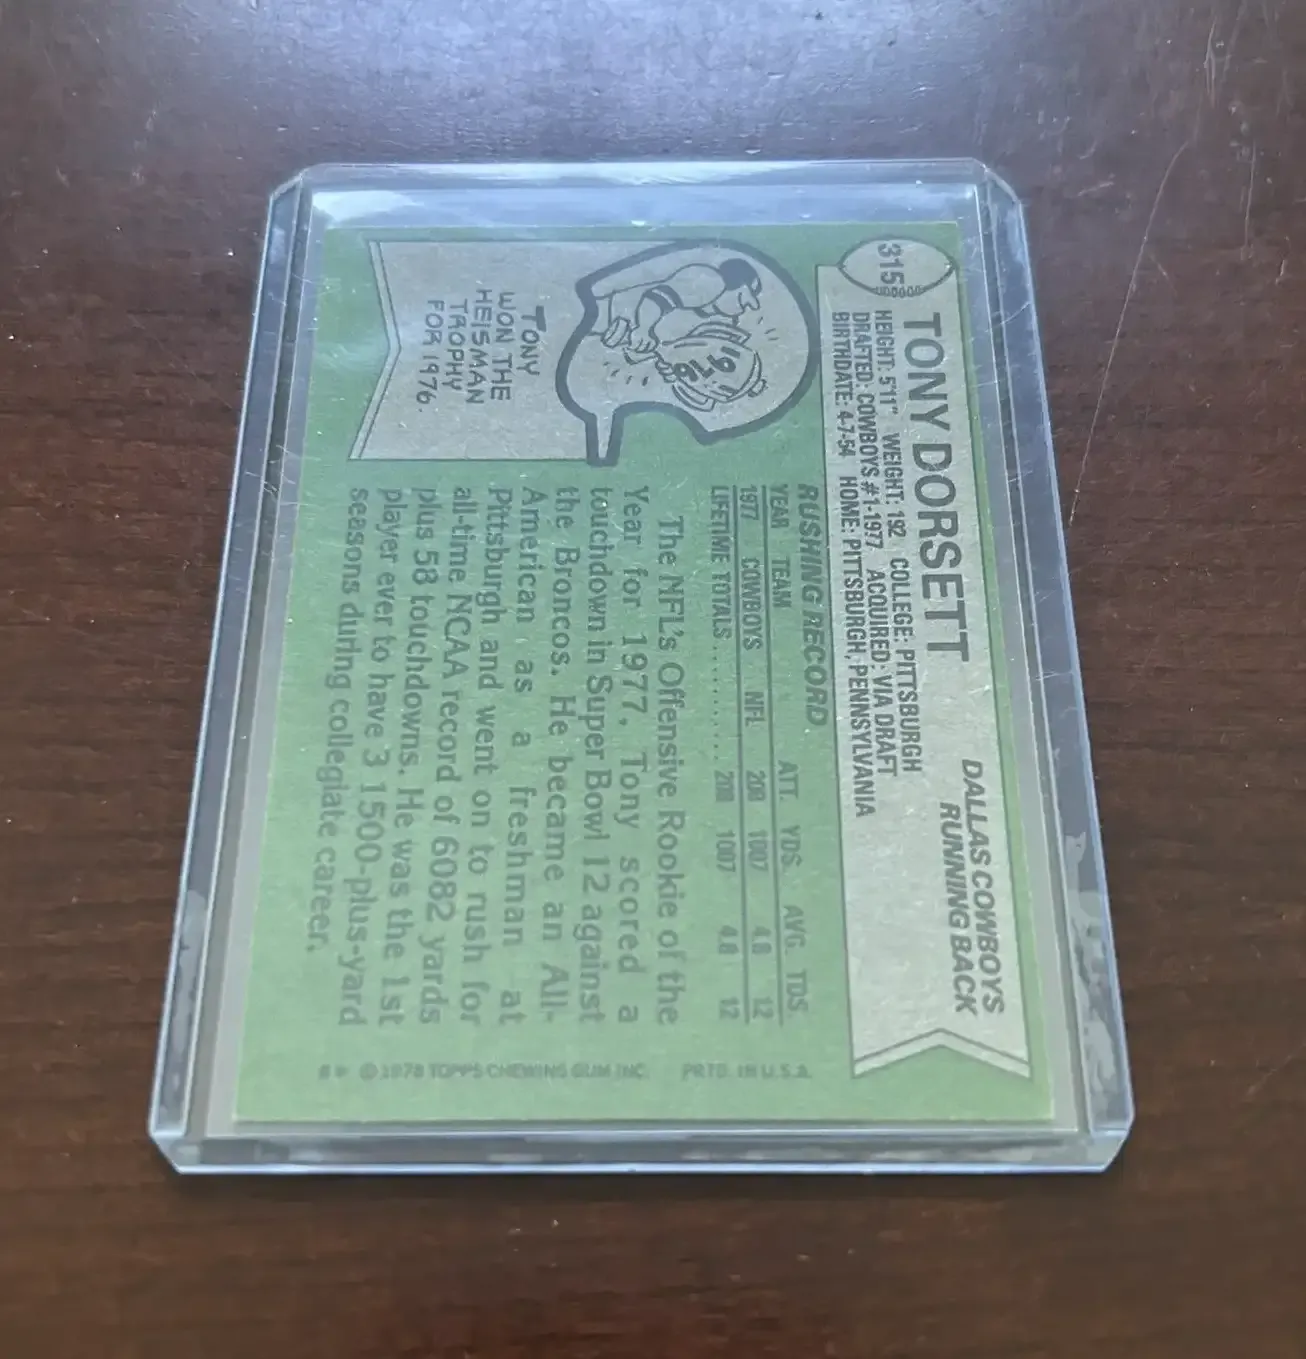 315
TONY DORSETT
DALLAS COWBOYS
RUNNING BACK
HEIGHT: 5'11" WEIGHT: 192 COLLEGE: PITTSBURGH
DRAFTED: COWBOYS #1-1977 ACQUIRED: VIA DRAFT
BIRTHDATE: 4-7-54 HOME: PITTSBURGH, PENNSYLVANIA
1976
TONY
WON THE
HEISMAN
TROPHY
FOR 1976.
RUSHING RECORD
YEAR TEAM ATT. YDS. AVG. TDS.
1977 COWBOYS NFL 208 1007 4.8 12
LIFETIME TOTALS.......... 208 1007 4.8 12
The NFL's Offensive Rookie of the
Year for 1977, Tony scored a
touchdown in Super Bowl 12 against
the Broncos. He became an All-
American as a freshman at
Pittsburgh and went on to rush for
all-time NCAA record of 6082 yards
plus 58 touchdowns. He was the 1st
player ever to have 3 1500-plus-yard
seasons during collegiate career.
** © 1978 TOPPS CHEWING GUM INC. PRTD. IN U.S.A.